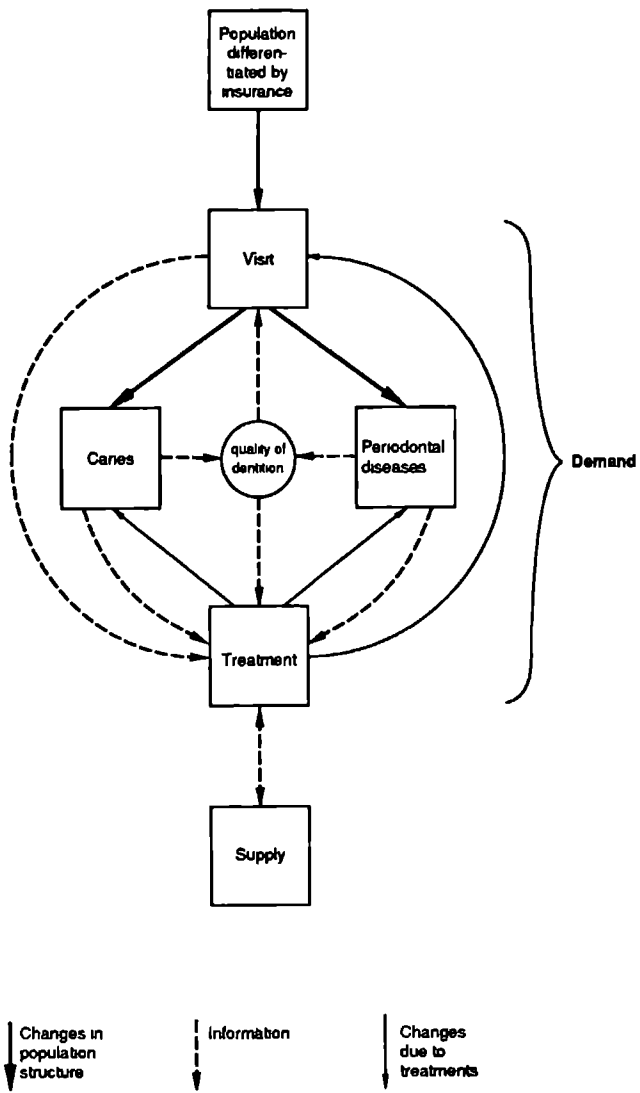 Population
differen-
tiated by
insurance
Visit
Caries
quality of
dentition
Periodontal
diseases
Demand
Treatment
Supply
Changes in
population
structure
Information
Changes
due to
treatments